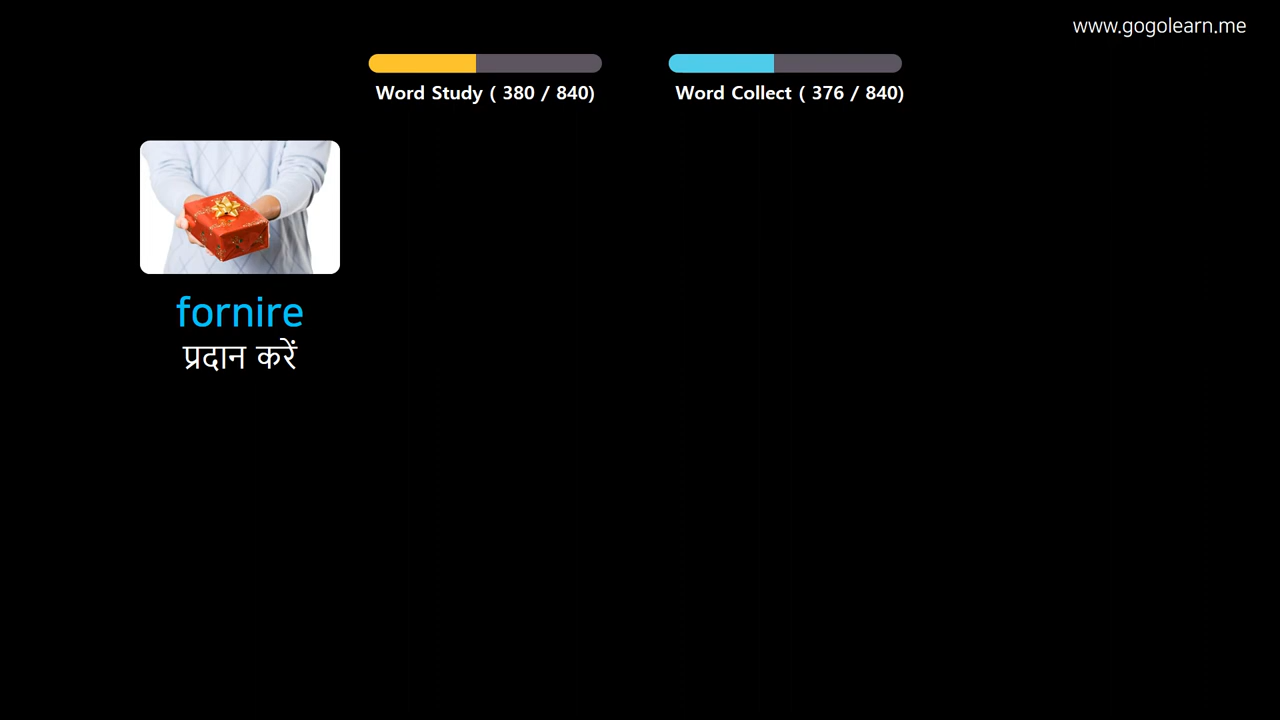 www.gogolearn.me
Word Study ( 380 / 840)
Word Collect ( 376 / 840)
fornire
प्रदान करें